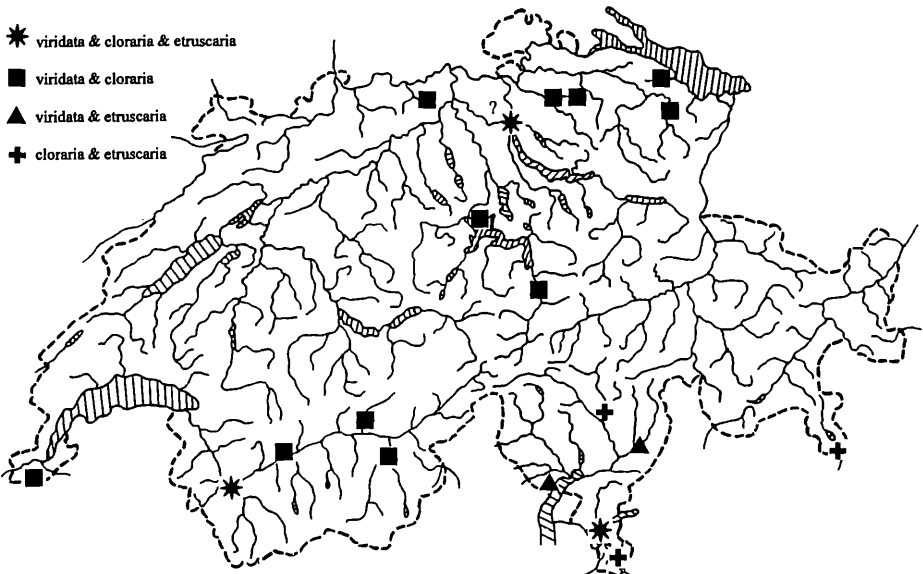 viridata & cloraria & etruscaria
viridata & cloraria
viridata & etruscaria
cloraria & etruscaria
?